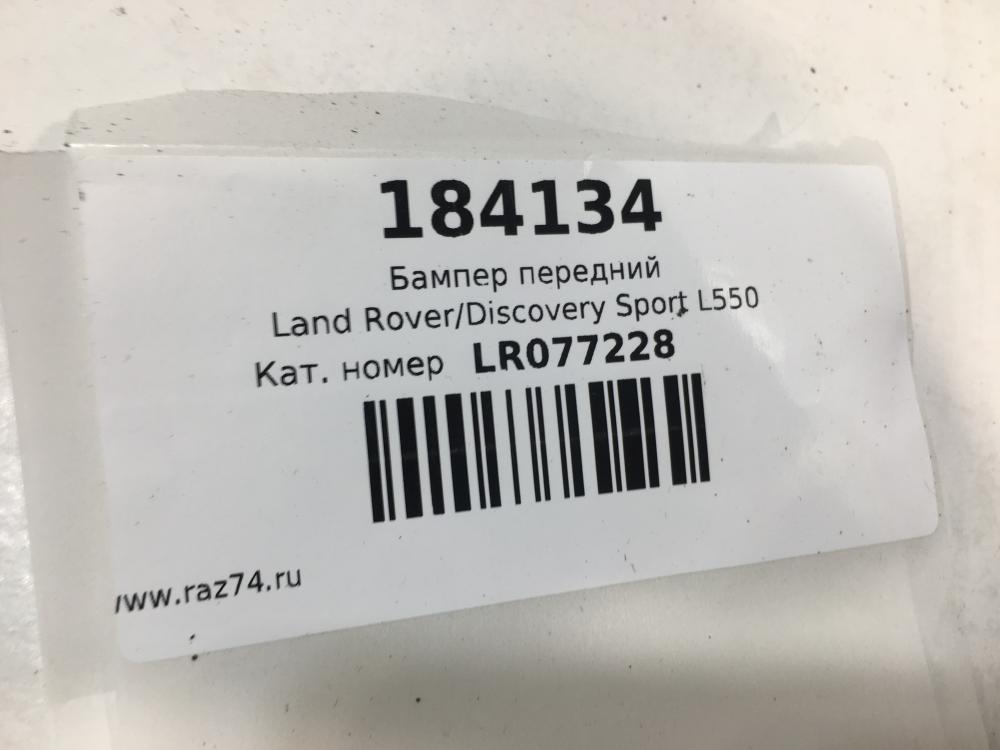 184134
Бампер передний
Land Rover/Discovery Sport L550
Кат. номер LR077228
www.raz74.ru